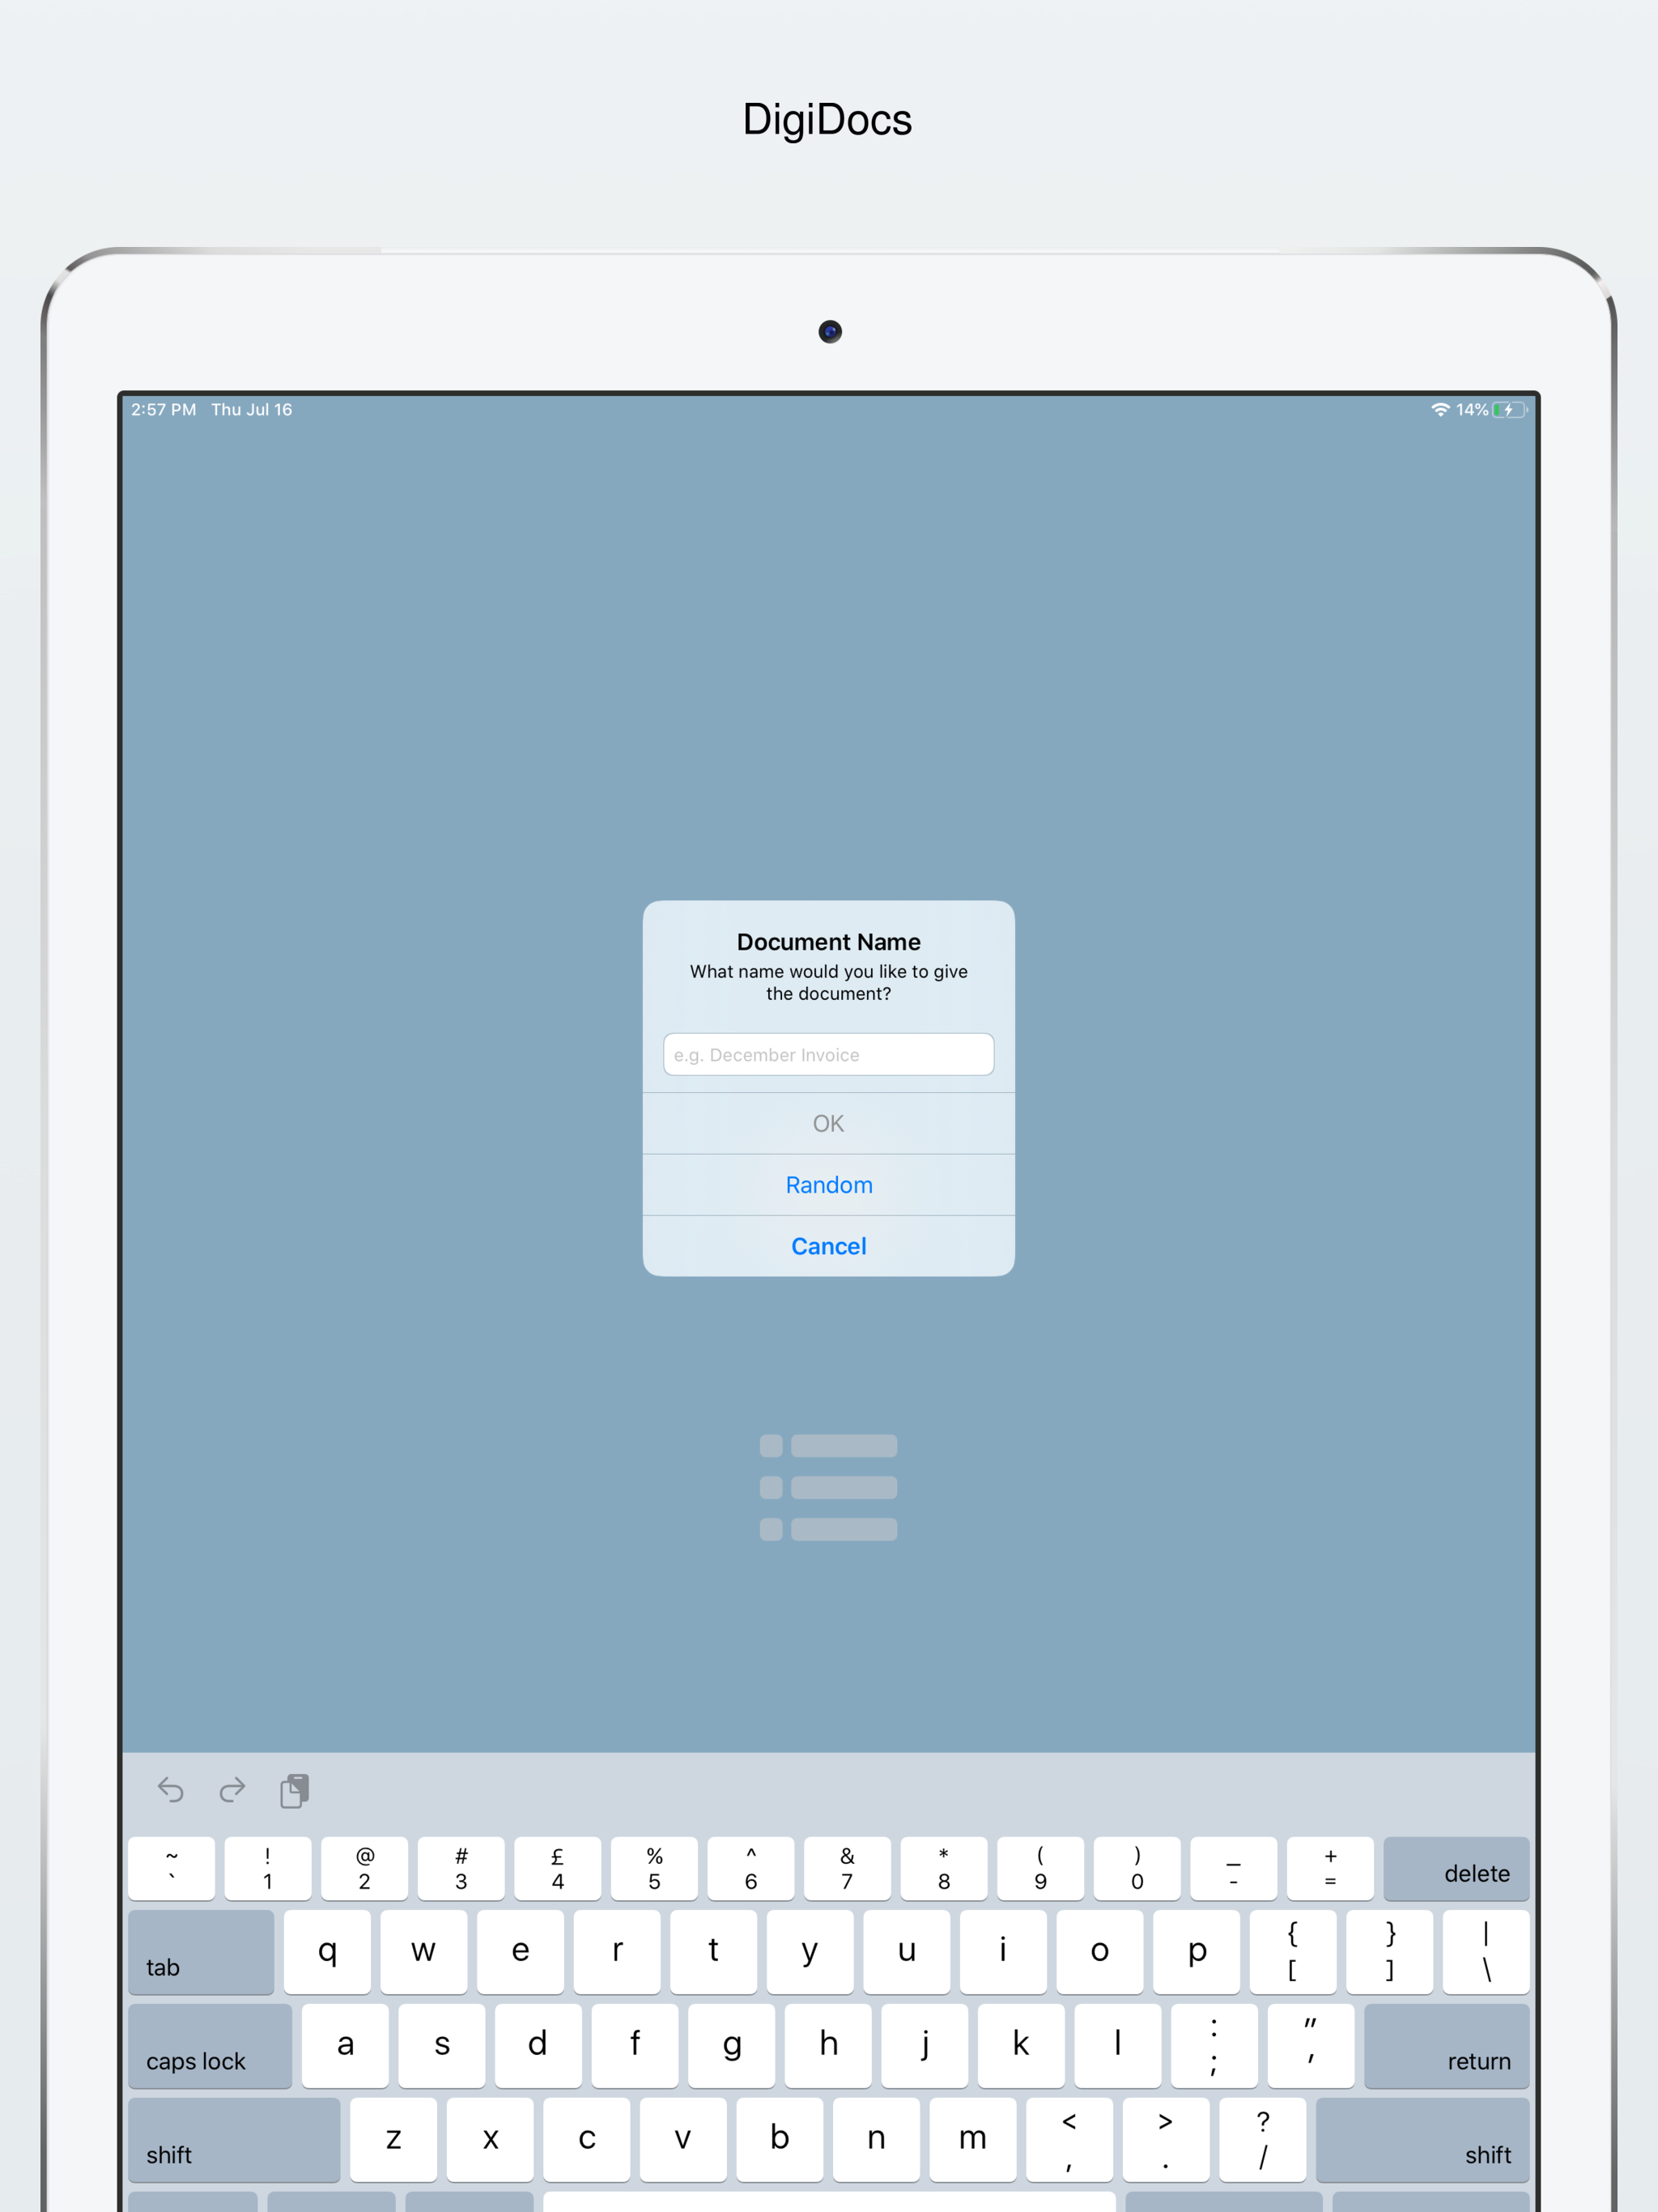 DigiDocs
2:57 PM Thu Jul 16
14%
Document Name
What name would you like to give
the document?
e.g. December Invoice
OK
Random
Cancel
~ ! @ # £ % ^ & * ( ) _ +
` 1 2 3 4 5 6 7 8 9 0 - = delete
tab q w e r t y u i o p { } |
[ ] \
caps lock a s d f g h j k l : " return
; '
shift z x c v b n m < > ? shift
, . /